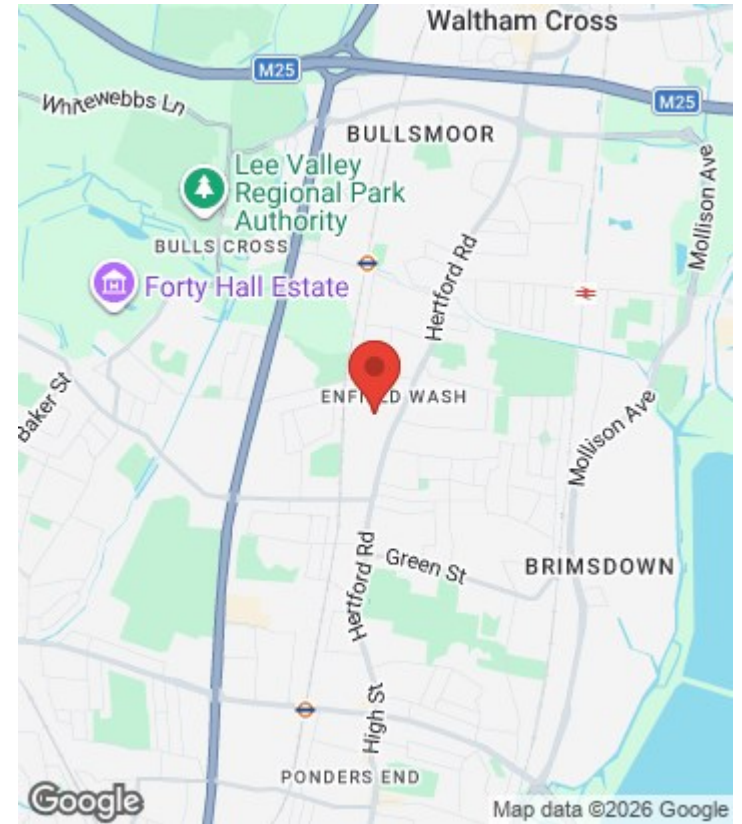 Waltham Cross
M25
M25
Whitewebbs Ln
BULLSMOOR
Mollison Ave
Lee Valley
Regional Park
Authority
BULLS CROSS
Hertford Rd
Forty Hall Estate
ENFIELD WASH
Baker St
Mollison Ave
Hertford Rd
Green St
BRIMSDOWN
High St
PONDERS END
Google
Map data ©2026 Google